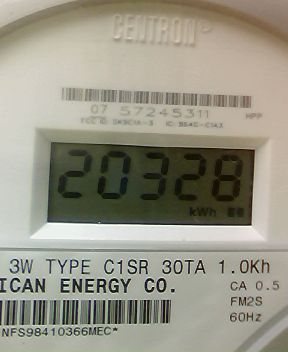 CENTRON®
07 57245311 HPP
FCC ID: SK9C1A-3 IC: 864G-C1A3
20328
kWh
3W TYPE C1SR 30TA 1.0Kh
ICAN ENERGY CO. CA 0.5
FM2S
NFS98410366MEC* 60Hz